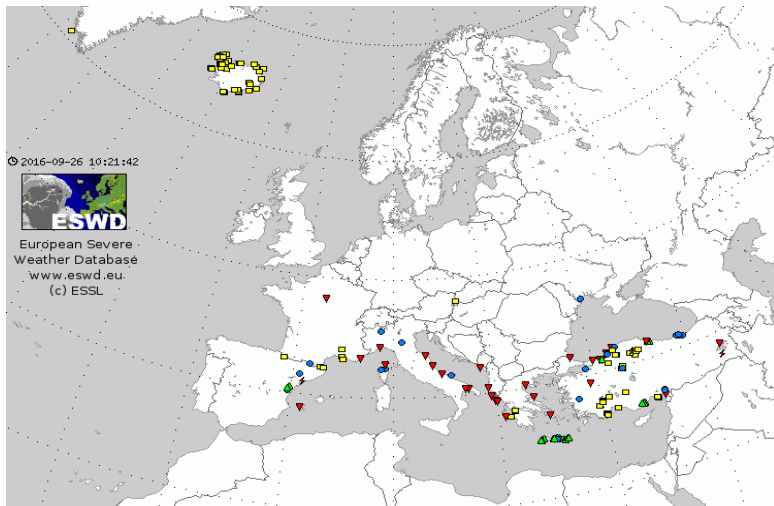 2016-09-26 10:21:42
ESWD
European Severe
Weather Database
www.eswd.eu
(c) ESSL